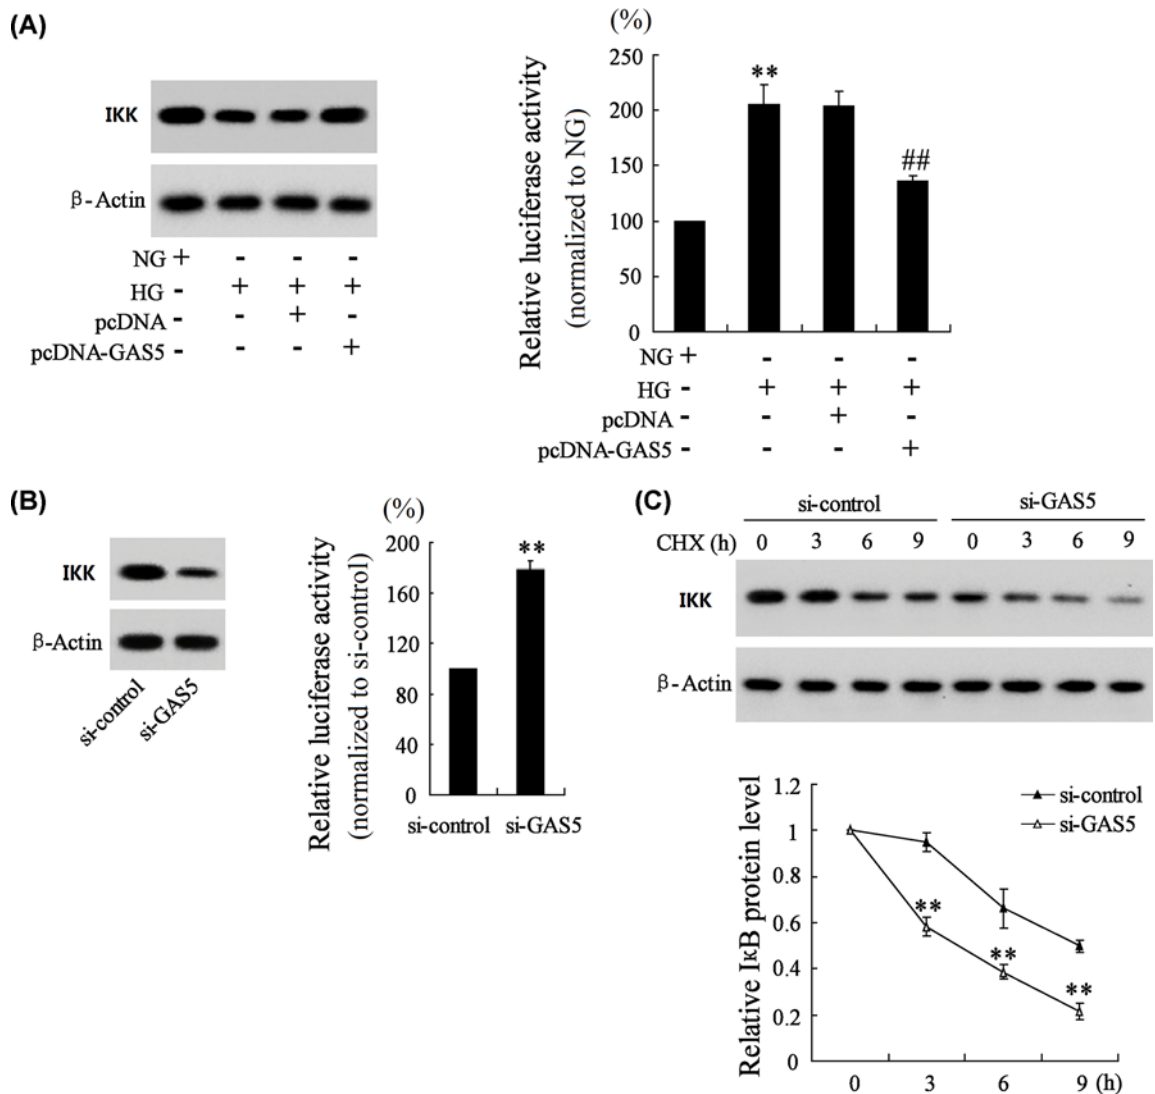 (A)
IKK
β-Actin
NG + - - -
HG - + + +
pcDNA - - + -
pcDNA-GAS5 - - - +
(%)
Relative luciferase activity
(normalized to NG)
250
200
150
100
50
0
**
##
NG + - - -
HG - + + +
pcDNA - - + -
pcDNA-GAS5 - - - +
(B)
IKK
β-Actin
si-control
si-GAS5
(%)
Relative luciferase activity
(normalized to si-control)
200
160
120
80
40
0
**
si-control si-GAS5
(C)
si-control si-GAS5
CHX (h) 0 3 6 9 0 3 6 9
IKK
β-Actin
Relative IκB protein level
1.2
1
0.8
0.6
0.4
0.2
0
si-control
si-GAS5
**
**
**
0 3 6 9 (h)